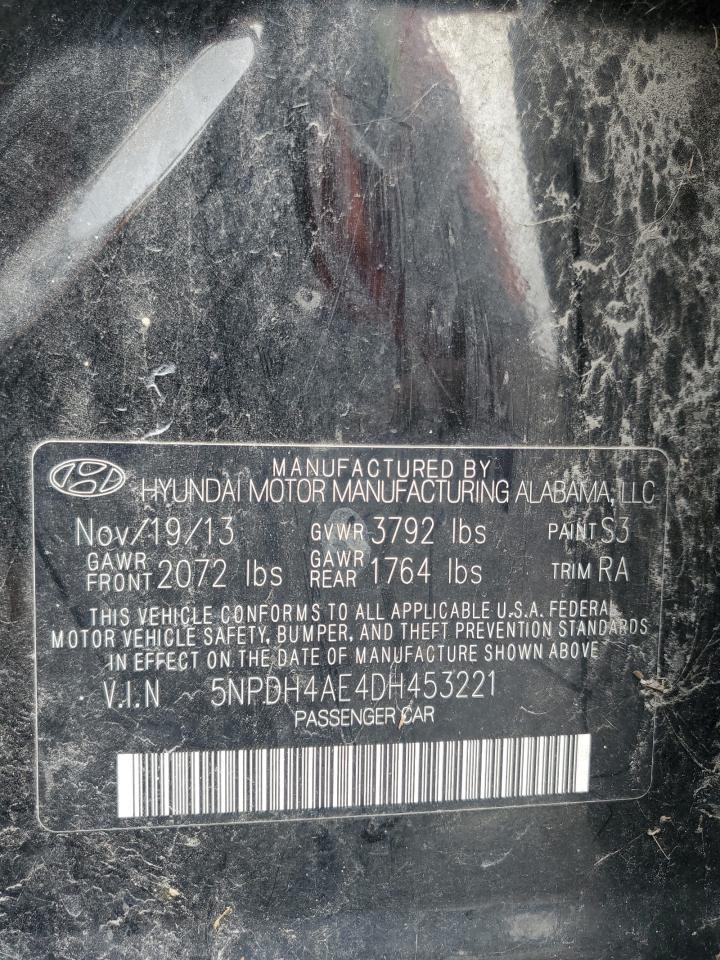 MANUFACTURED BY
HYUNDAI MOTOR MANUFACTURING ALABAMA, LLC
Nov/19/13 GVWR 3792 lbs PAINT S3
GAWR FRONT 2072 lbs GAWR REAR 1764 lbs TRIM RA
THIS VEHICLE CONFORMS TO ALL APPLICABLE U.S.A. FEDERAL
MOTOR VEHICLE SAFETY, BUMPER, AND THEFT PREVENTION STANDARDS
IN EFFECT ON THE DATE OF MANUFACTURE SHOWN ABOVE
V.I.N 5NPDH4AE4DH453221
PASSENGER CAR